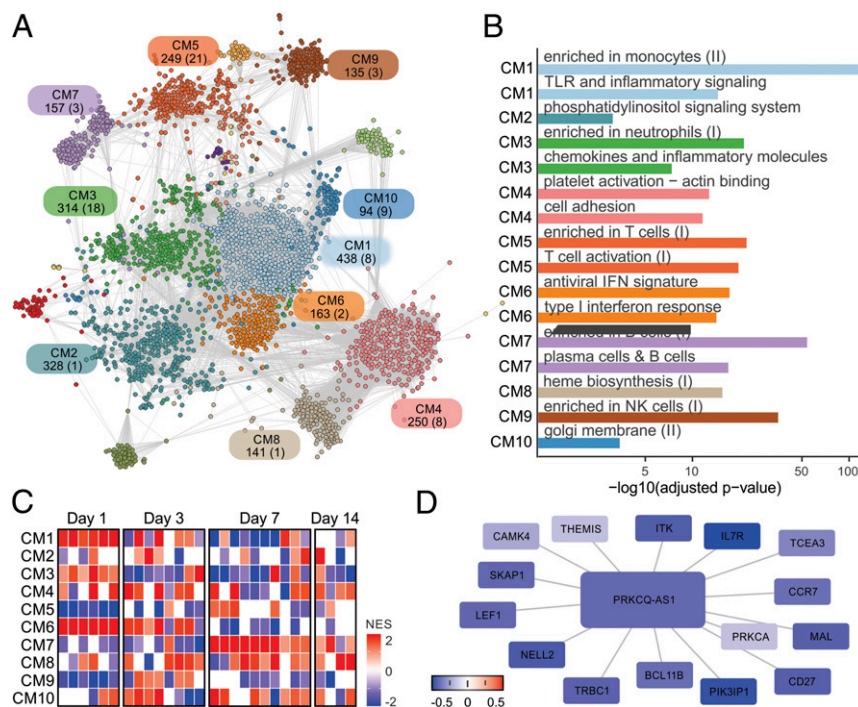 A
CM5
249 (21)
CM9
135 (3)
CM7
157 (3)
CM3
314 (18)
CM10
94 (9)
CM1
438 (8)
CM6
163 (2)
CM2
328 (1)
CM4
250 (8)
CM8
141 (1)
B
enriched in monocytes (II)
CM1
TLR and inflammatory signaling
CM1
phosphatidylinositol signaling system
CM2
enriched in neutrophils (I)
CM3
chemokines and inflammatory molecules
CM3
platelet activation − actin binding
CM4
cell adhesion
CM4
enriched in T cells (I)
CM5
T cell activation (I)
CM5
antiviral IFN signature
CM6
type I interferon response
CM6
CM7
plasma cells & B cells
CM7
heme biosynthesis (I)
CM8
enriched in NK cells (I)
CM9
golgi membrane (II)
CM10
5 10 50 100
−log10(adjusted p-value)
C
Day 1 Day 3 Day 7 Day 14
CM1
CM2
CM3
CM4
CM5
CM6
CM7
CM8
CM9
CM10
NES
2
1
0
-1
-2
D
CAMK4 THEMIS ITK IL7R TCEA3
SKAP1 PRKCQ-AS1 CCR7
LEF1 PRKCA MAL
NELL2 TRBC1 BCL11B PIK3IP1 CD27
-0.5 0 0.5